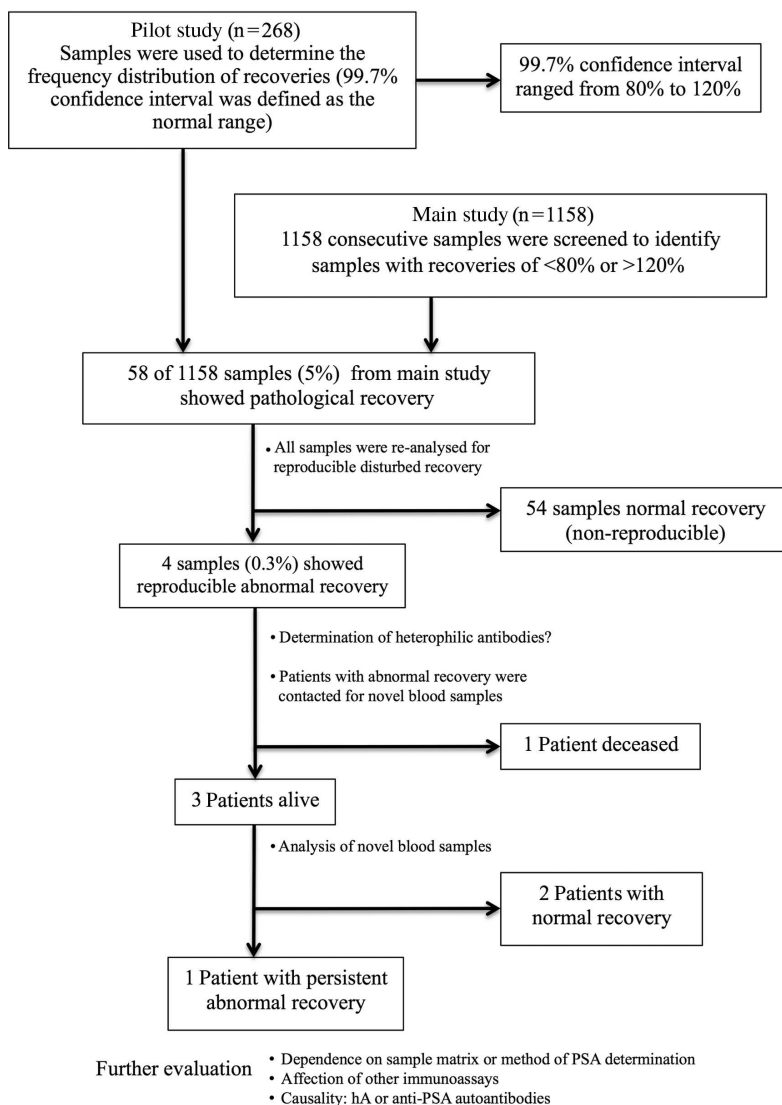 Pilot study (n=268)
Samples were used to determine the
frequency distribution of recoveries (99.7%
confidence interval was defined as the
normal range)
99.7% confidence interval
ranged from 80% to 120%
Main study (n=1158)
1158 consecutive samples were screened to identify
samples with recoveries of <80% or >120%
58 of 1158 samples (5%) from main study
showed pathological recovery
• All samples were re-analysed for
reproducible disturbed recovery
54 samples normal recovery
(non-reproducible)
4 samples (0.3%) showed
reproducible abnormal recovery
• Determination of heterophilic antibodies?
• Patients with abnormal recovery were
contacted for novel blood samples
1 Patient deceased
3 Patients alive
• Analysis of novel blood samples
2 Patients with
normal recovery
1 Patient with persistent
abnormal recovery
Further evaluation
• Dependence on sample matrix or method of PSA determination
• Affection of other immunoassays
• Causality: hA or anti-PSA autoantibodies